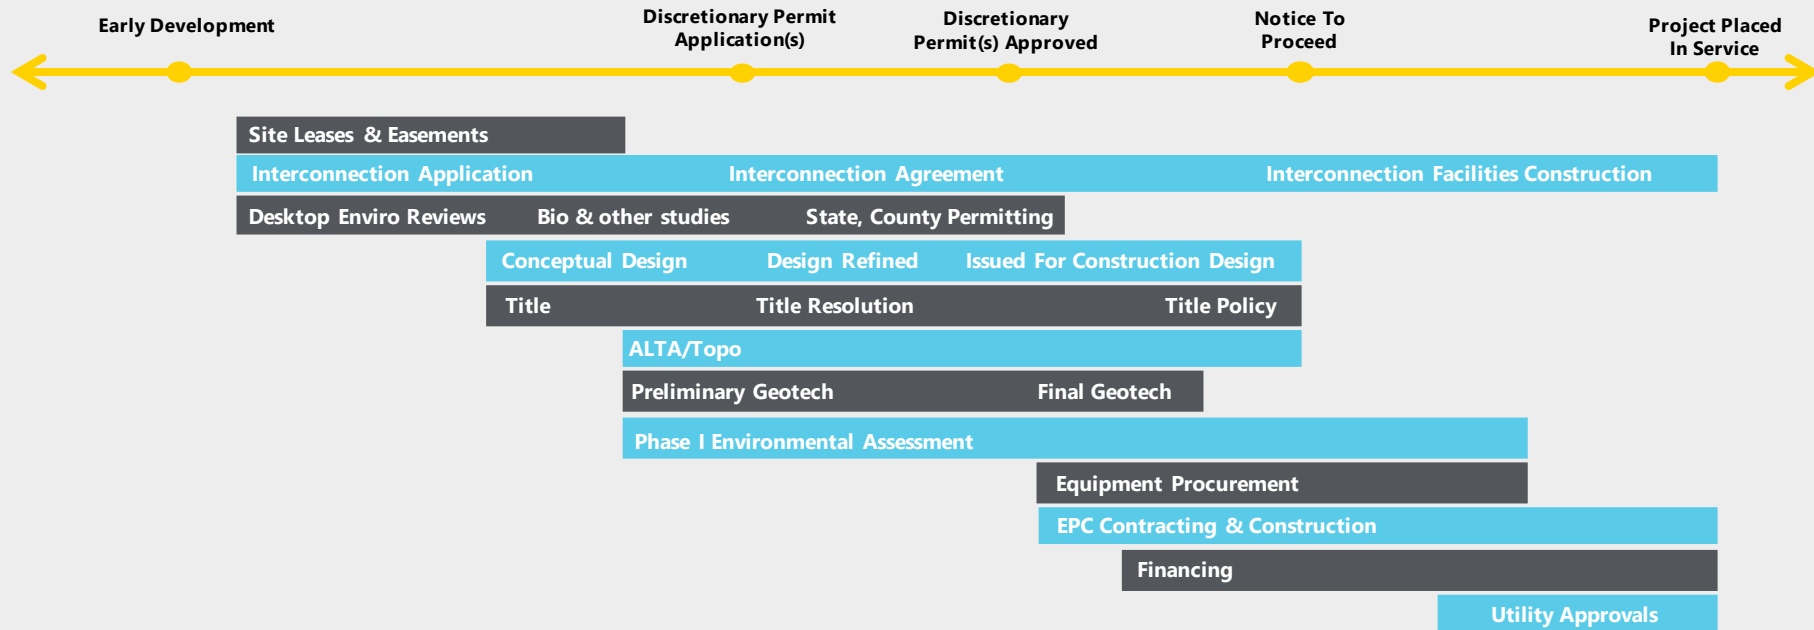 Early Development
Discretionary Permit
Application(s)
Discretionary
Permit(s) Approved
Notice To
Proceed
Project Placed
In Service
Site Leases & Easements
Interconnection Application
Interconnection Agreement
Interconnection Facilities Construction
Desktop Enviro Reviews
Bio & other studies
State, County Permitting
Conceptual Design
Design Refined
Issued For Construction Design
Title
Title Resolution
Title Policy
ALTA/Topo
Preliminary Geotech
Final Geotech
Phase I Environmental Assessment
Equipment Procurement
EPC Contracting & Construction
Financing
Utility Approvals